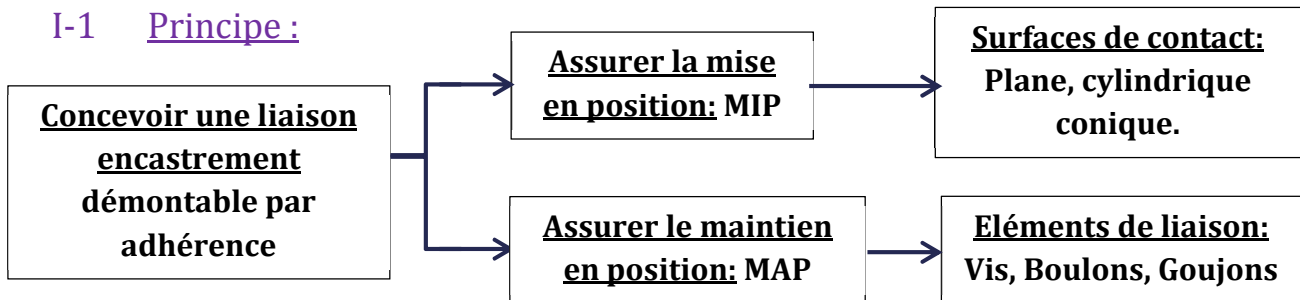 I-1 Principe :
Concevoir une liaison
encastrement
démontable par
adhérence
Assurer la mise
en position: MIP
Surfaces de contact:
Plane, cylindrique
conique.
Assurer le maintien
en position: MAP
Eléments de liaison:
Vis, Boulons, Goujons